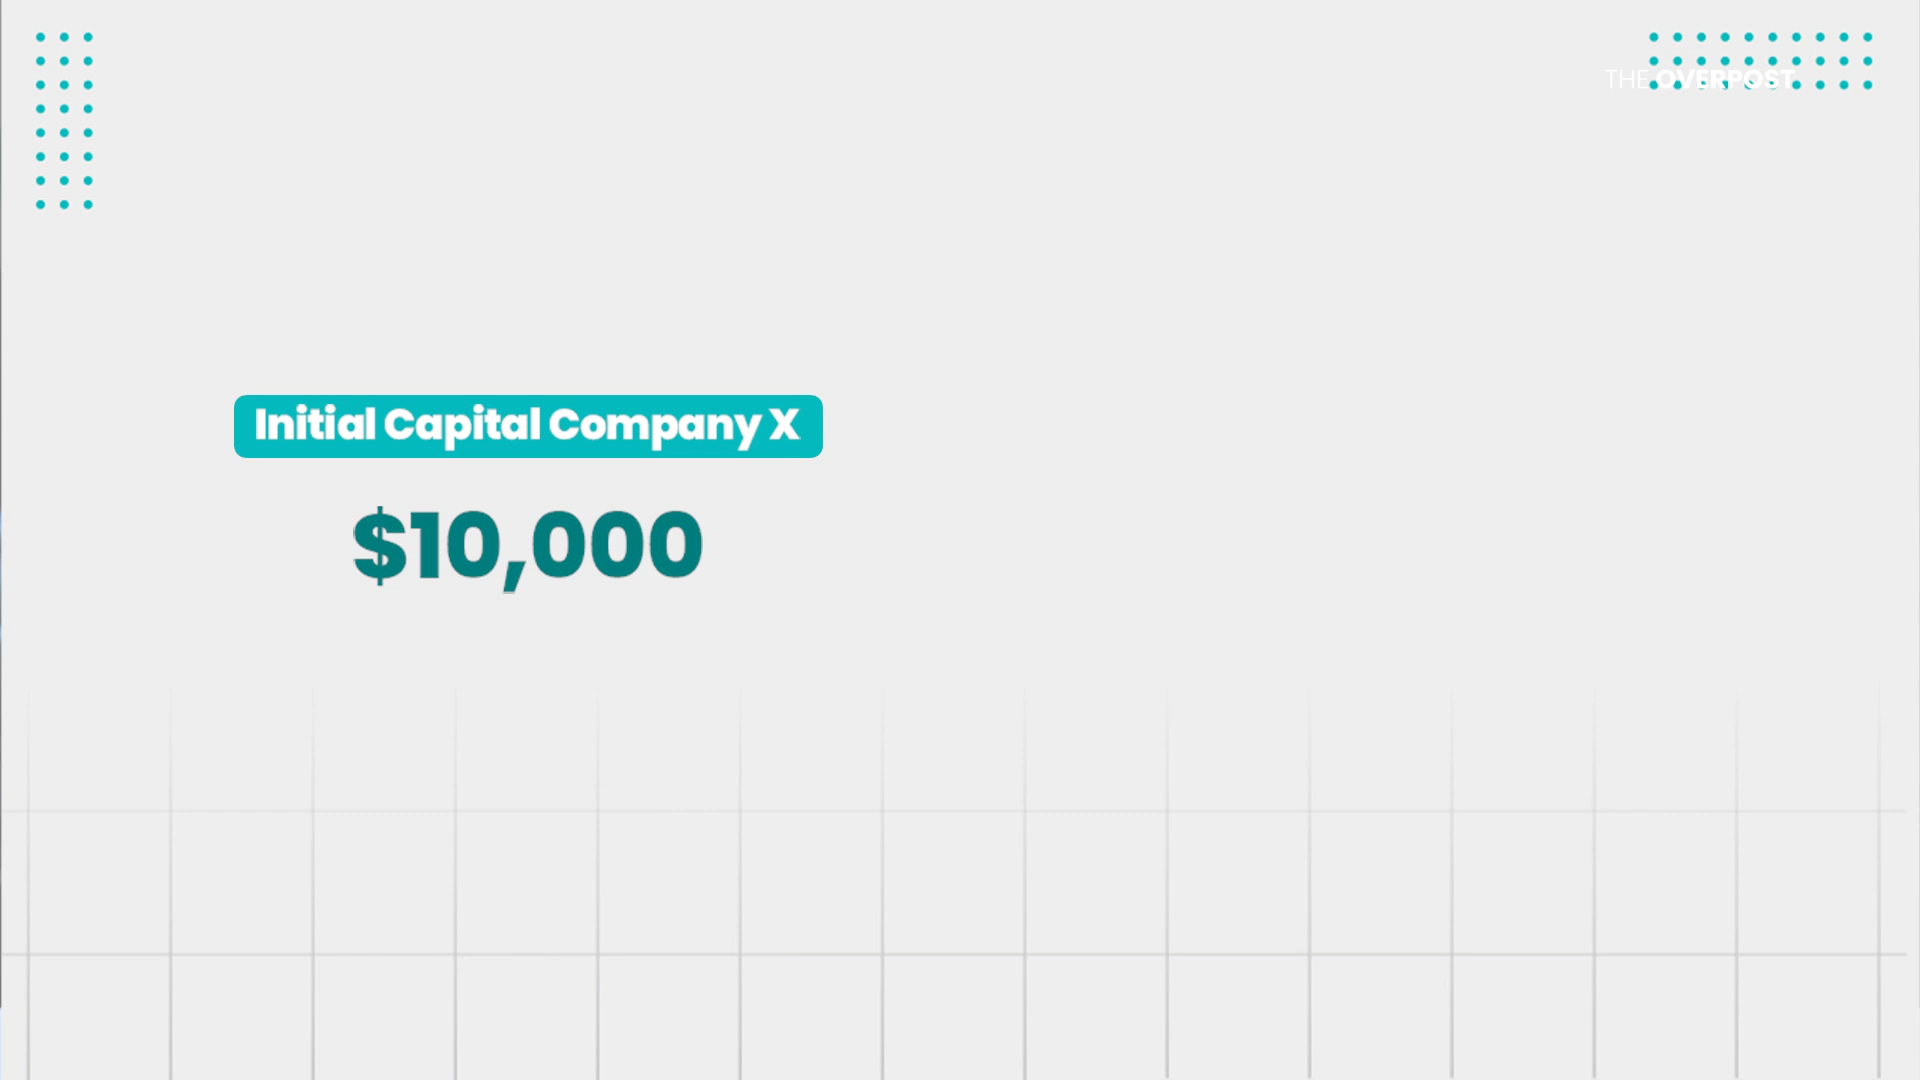 THE OVERPOST
Initial Capital Company X
$10,000